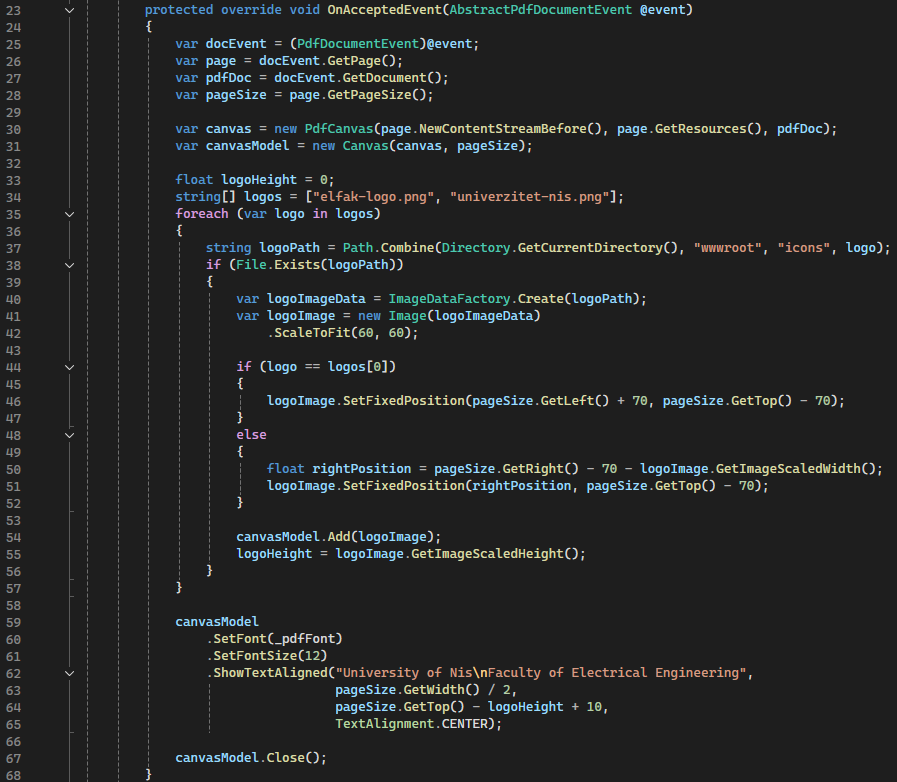 23 protected override void OnAcceptedEvent(AbstractPdfDocumentEvent @event)
24 {
25 var docEvent = (PdfDocumentEvent)@event;
26 var page = docEvent.GetPage();
27 var pdfDoc = docEvent.GetDocument();
28 var pageSize = page.GetPageSize();
29
30 var canvas = new PdfCanvas(page.NewContentStreamBefore(), page.GetResources(), pdfDoc);
31 var canvasModel = new Canvas(canvas, pageSize);
32
33 float logoHeight = 0;
34 string[] logos = ["elfak-logo.png", "univerzitet-nis.png"];
35 foreach (var logo in logos)
36 {
37 string logoPath = Path.Combine(Directory.GetCurrentDirectory(), "wwwroot", "icons", logo);
38 if (File.Exists(logoPath))
39 {
40 var logoImageData = ImageDataFactory.Create(logoPath);
41 var logoImage = new Image(logoImageData)
42 .ScaleToFit(60, 60);
43
44 if (logo == logos[0])
45 {
46 logoImage.SetFixedPosition(pageSize.GetLeft() + 70, pageSize.GetTop() - 70);
47 }
48 else
49 {
50 float rightPosition = pageSize.GetRight() - 70 - logoImage.GetImageScaledWidth();
51 logoImage.SetFixedPosition(rightPosition, pageSize.GetTop() - 70);
52 }
53
54 canvasModel.Add(logoImage);
55 logoHeight = logoImage.GetImageScaledHeight();
56 }
57 }
58
59 canvasModel
60 .SetFont(_pdfFont)
61 .SetFontSize(12)
62 .ShowTextAligned("University of Nis\nFaculty of Electrical Engineering",
63 pageSize.GetWidth() / 2,
64 pageSize.GetTop() - logoHeight + 10,
65 TextAlignment.CENTER);
66
67 canvasModel.Close();
68 }